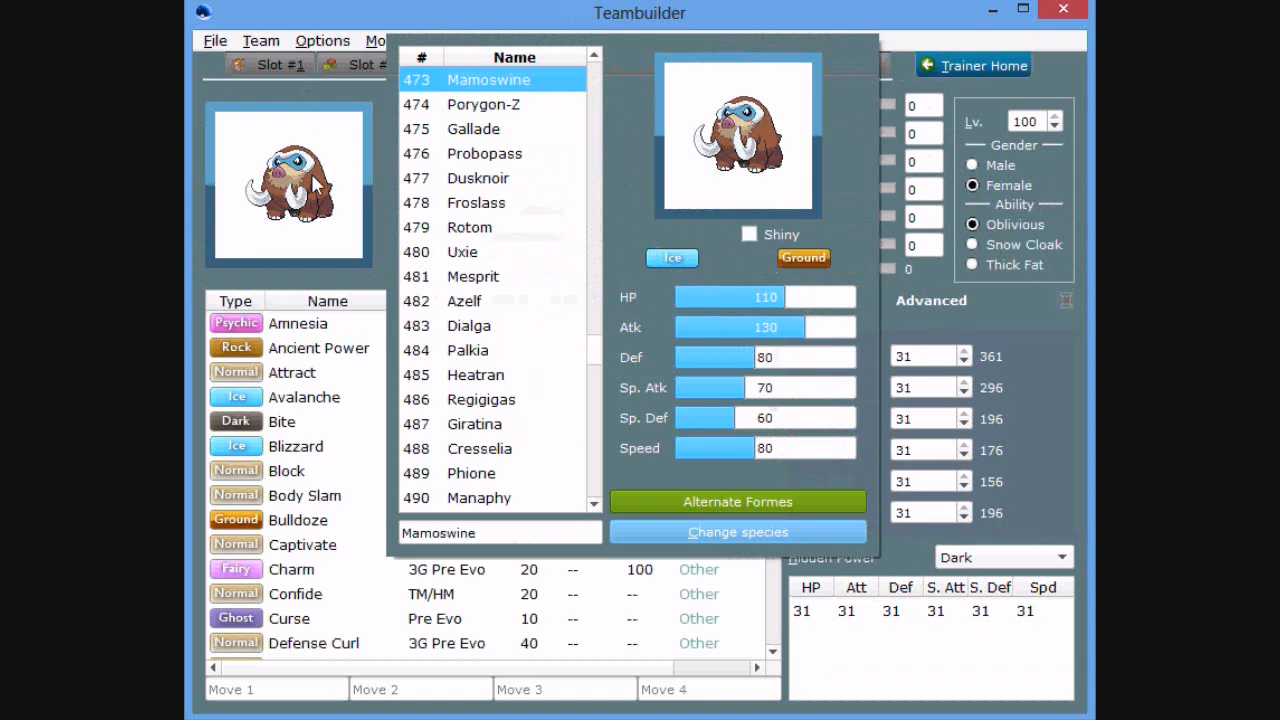 Teambuilder
File Team Options Mo
Slot #1 Slot #
Trainer Home
# Name
473 Mamoswine
474 Porygon-Z
475 Gallade
476 Probopass
477 Dusknoir
478 Froslass
479 Rotom
480 Uxie
481 Mesprit
482 Azelf
483 Dialga
484 Palkia
485 Heatran
486 Regigigas
487 Giratina
488 Cresselia
489 Phione
490 Manaphy
Mamoswine
Shiny
Ice Ground
HP 110
Atk 130
Def 80
Sp. Atk 70
Sp. Def 60
Speed 80
Alternate Formes
Change species
0
0
0
0
0
0
0
Lv. 100
Gender
Male
Female
Ability
Oblivious
Snow Cloak
Thick Fat
Advanced
31 361
31 296
31 196
31 176
31 156
31 196
Hidden Power Dark
HP Att Def S. Att S. Def Spd
31 31 31 31 31 31
Type Name
Psychic Amnesia
Rock Ancient Power
Normal Attract
Ice Avalanche
Dark Bite
Ice Blizzard
Normal Block
Normal Body Slam
Ground Bulldoze
Normal Captivate
Fairy Charm 3G Pre Evo 20 -- 100 Other
Normal Confide TM/HM 20 -- -- Other
Ghost Curse Pre Evo 10 -- -- Other
Normal Defense Curl 3G Pre Evo 40 -- -- Other
Move 1 Move 2 Move 3 Move 4